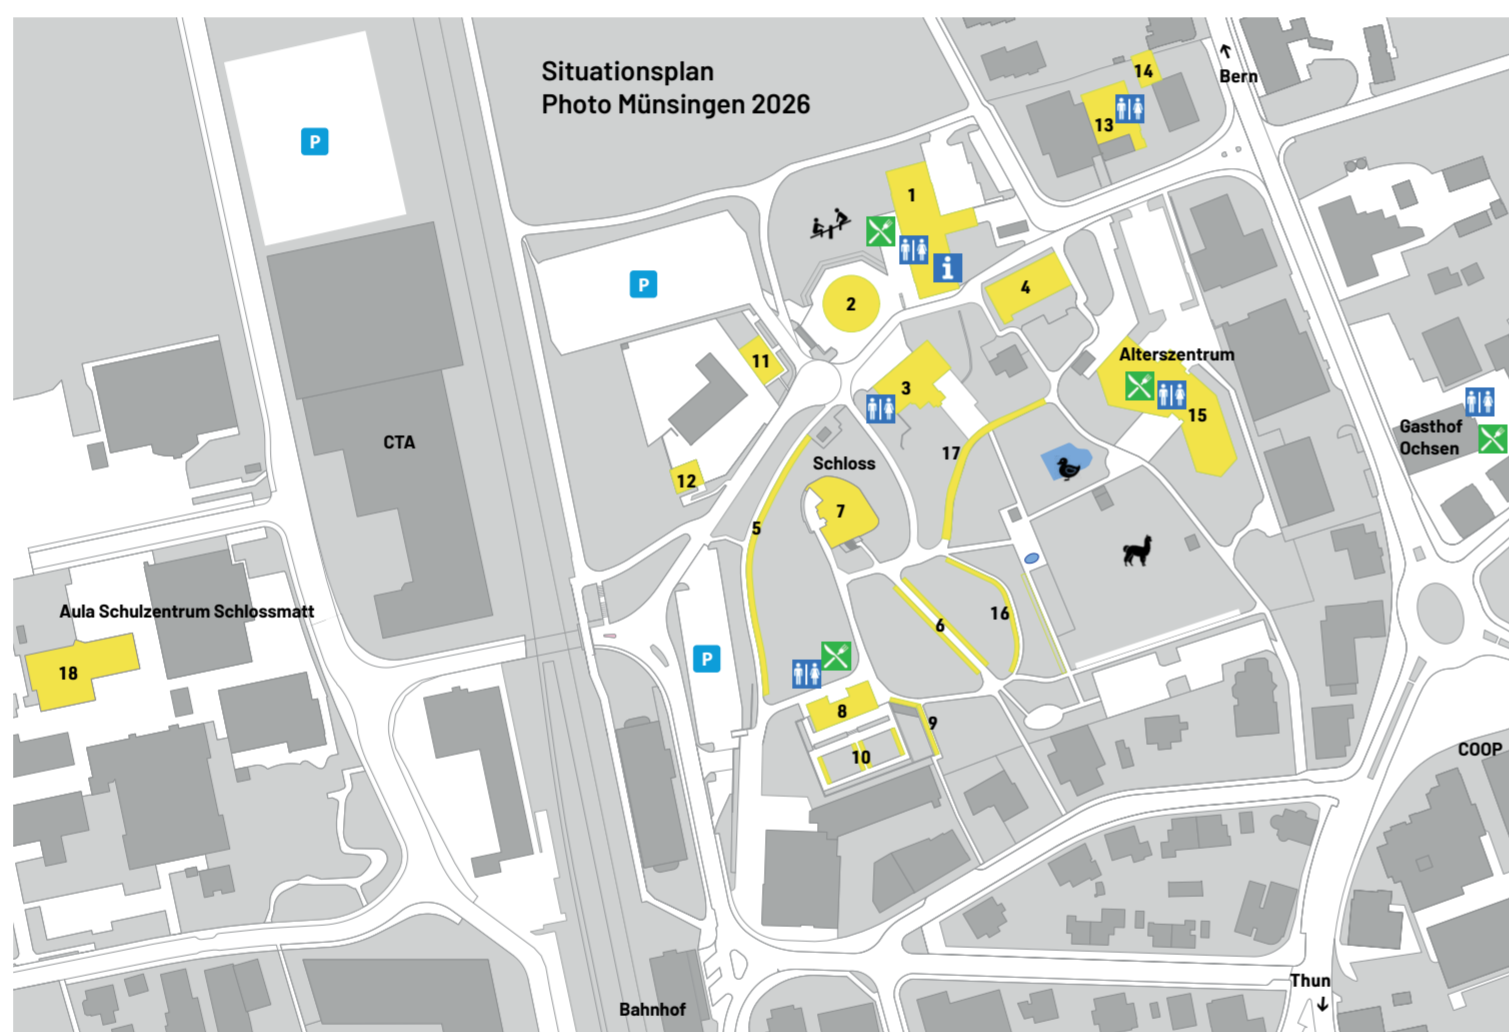 Situationsplan
Photo Münsingen 2026
Bern
14
13
P
1
P
i
4
2
11
Alterszentrum
3
15
Gasthof
Ochsen
CTA
17
Schloss
12
7
5
Aula Schulzentrum Schlossmatt
16
6
18
P
8
9
10
COOP
Thun
Bahnhof